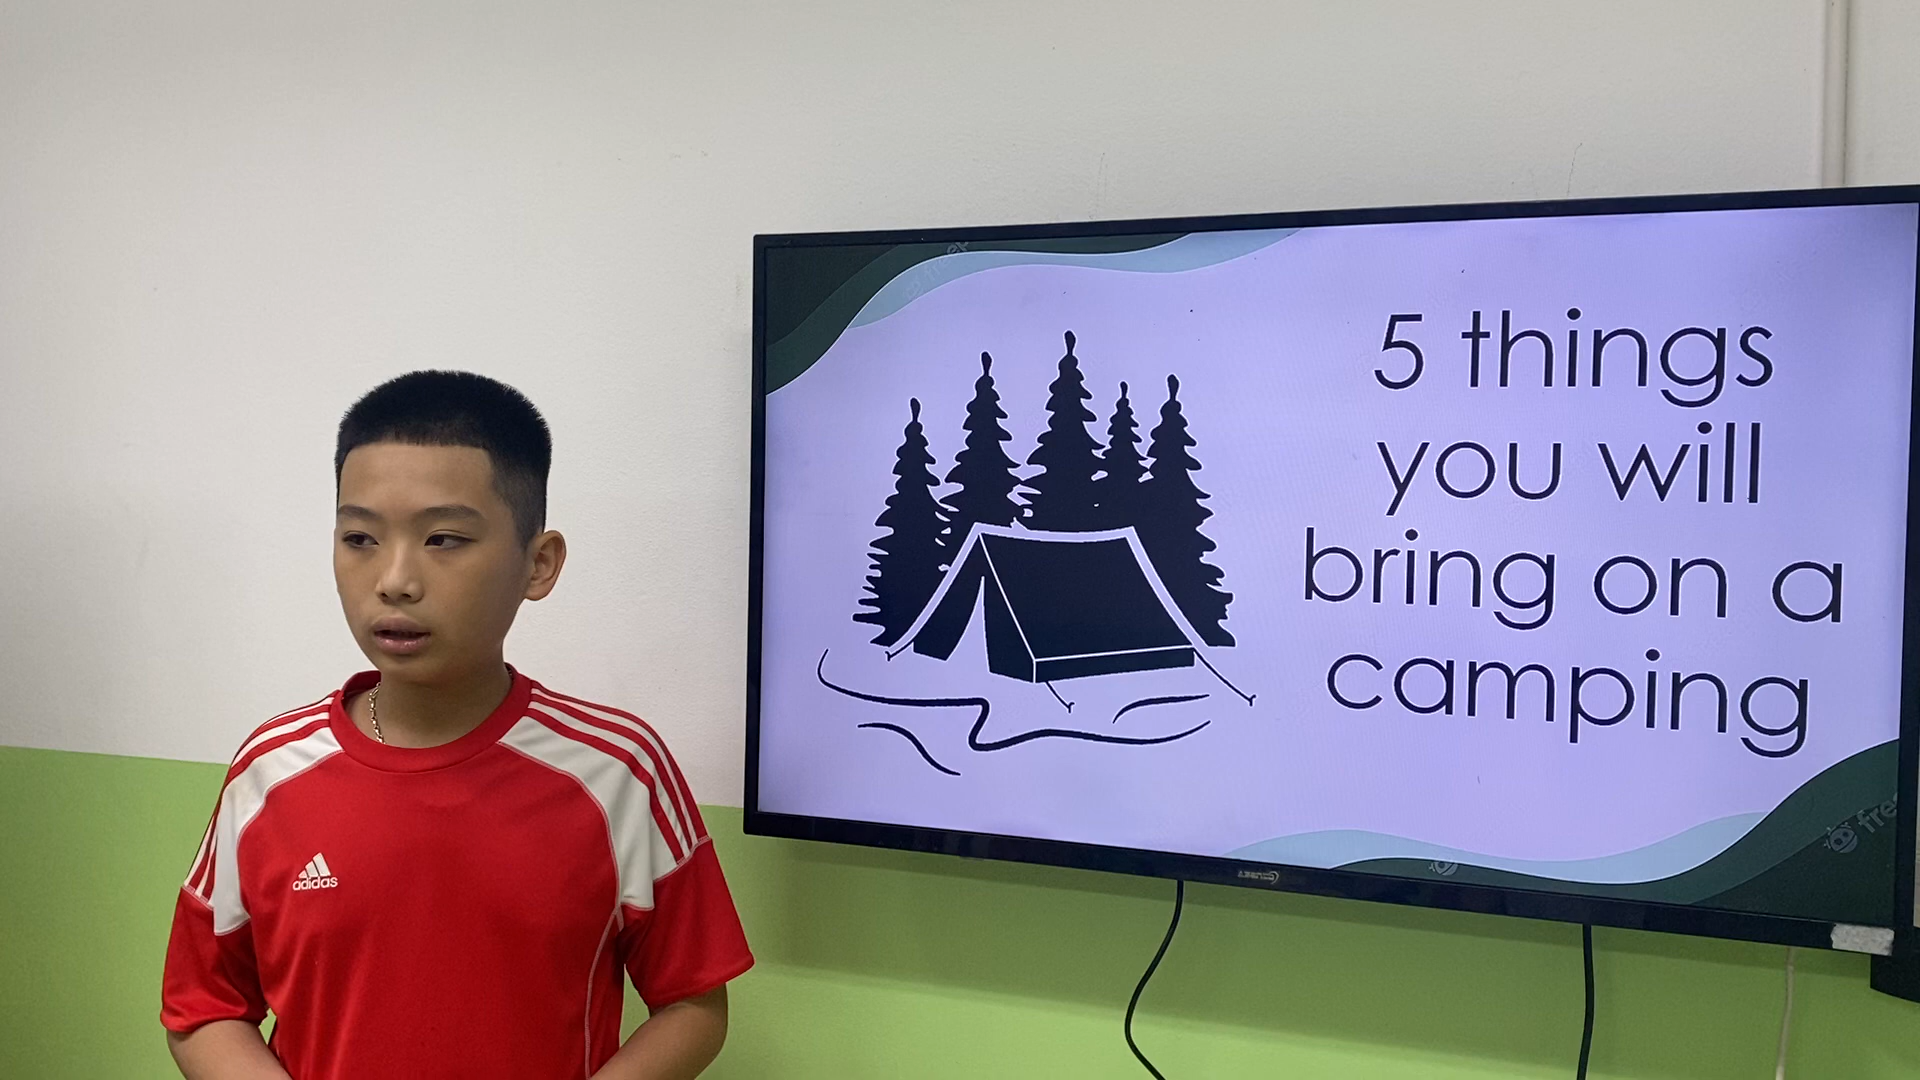 5 things
you will
bring on a
camping
adidas